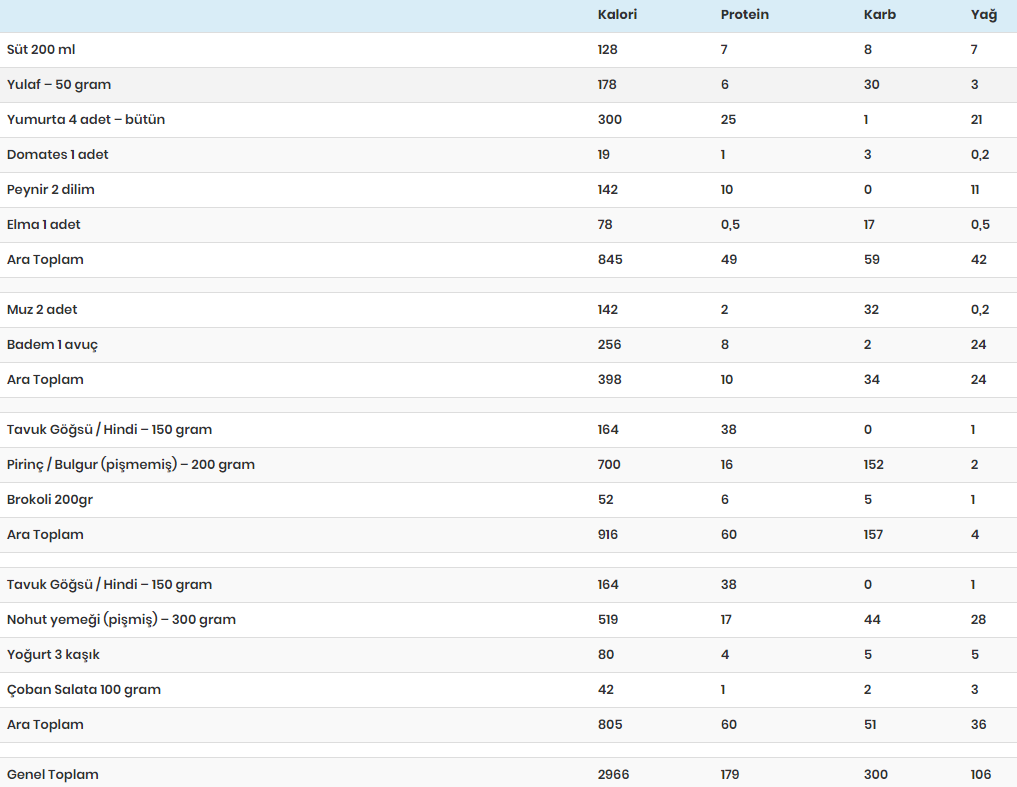 Kalori Protein Karb Yağ
Süt 200 ml 128 7 8 7
Yulaf – 50 gram 178 6 30 3
Yumurta 4 adet – bütün 300 25 1 21
Domates 1 adet 19 1 3 0,2
Peynir 2 dilim 142 10 0 11
Elma 1 adet 78 0,5 17 0,5
Ara Toplam 845 49 59 42
Muz 2 adet 142 2 32 0,2
Badem 1 avuç 256 8 2 24
Ara Toplam 398 10 34 24
Tavuk Göğsü / Hindi – 150 gram 164 38 0 1
Pirinç / Bulgur (pişmemiş) – 200 gram 700 16 152 2
Brokoli 200gr 52 6 5 1
Ara Toplam 916 60 157 4
Tavuk Göğsü / Hindi – 150 gram 164 38 0 1
Nohut yemeği (pişmiş) – 300 gram 519 17 44 28
Yoğurt 3 kaşık 80 4 5 5
Çoban Salata 100 gram 42 1 2 3
Ara Toplam 805 60 51 36
Genel Toplam 2966 179 300 106